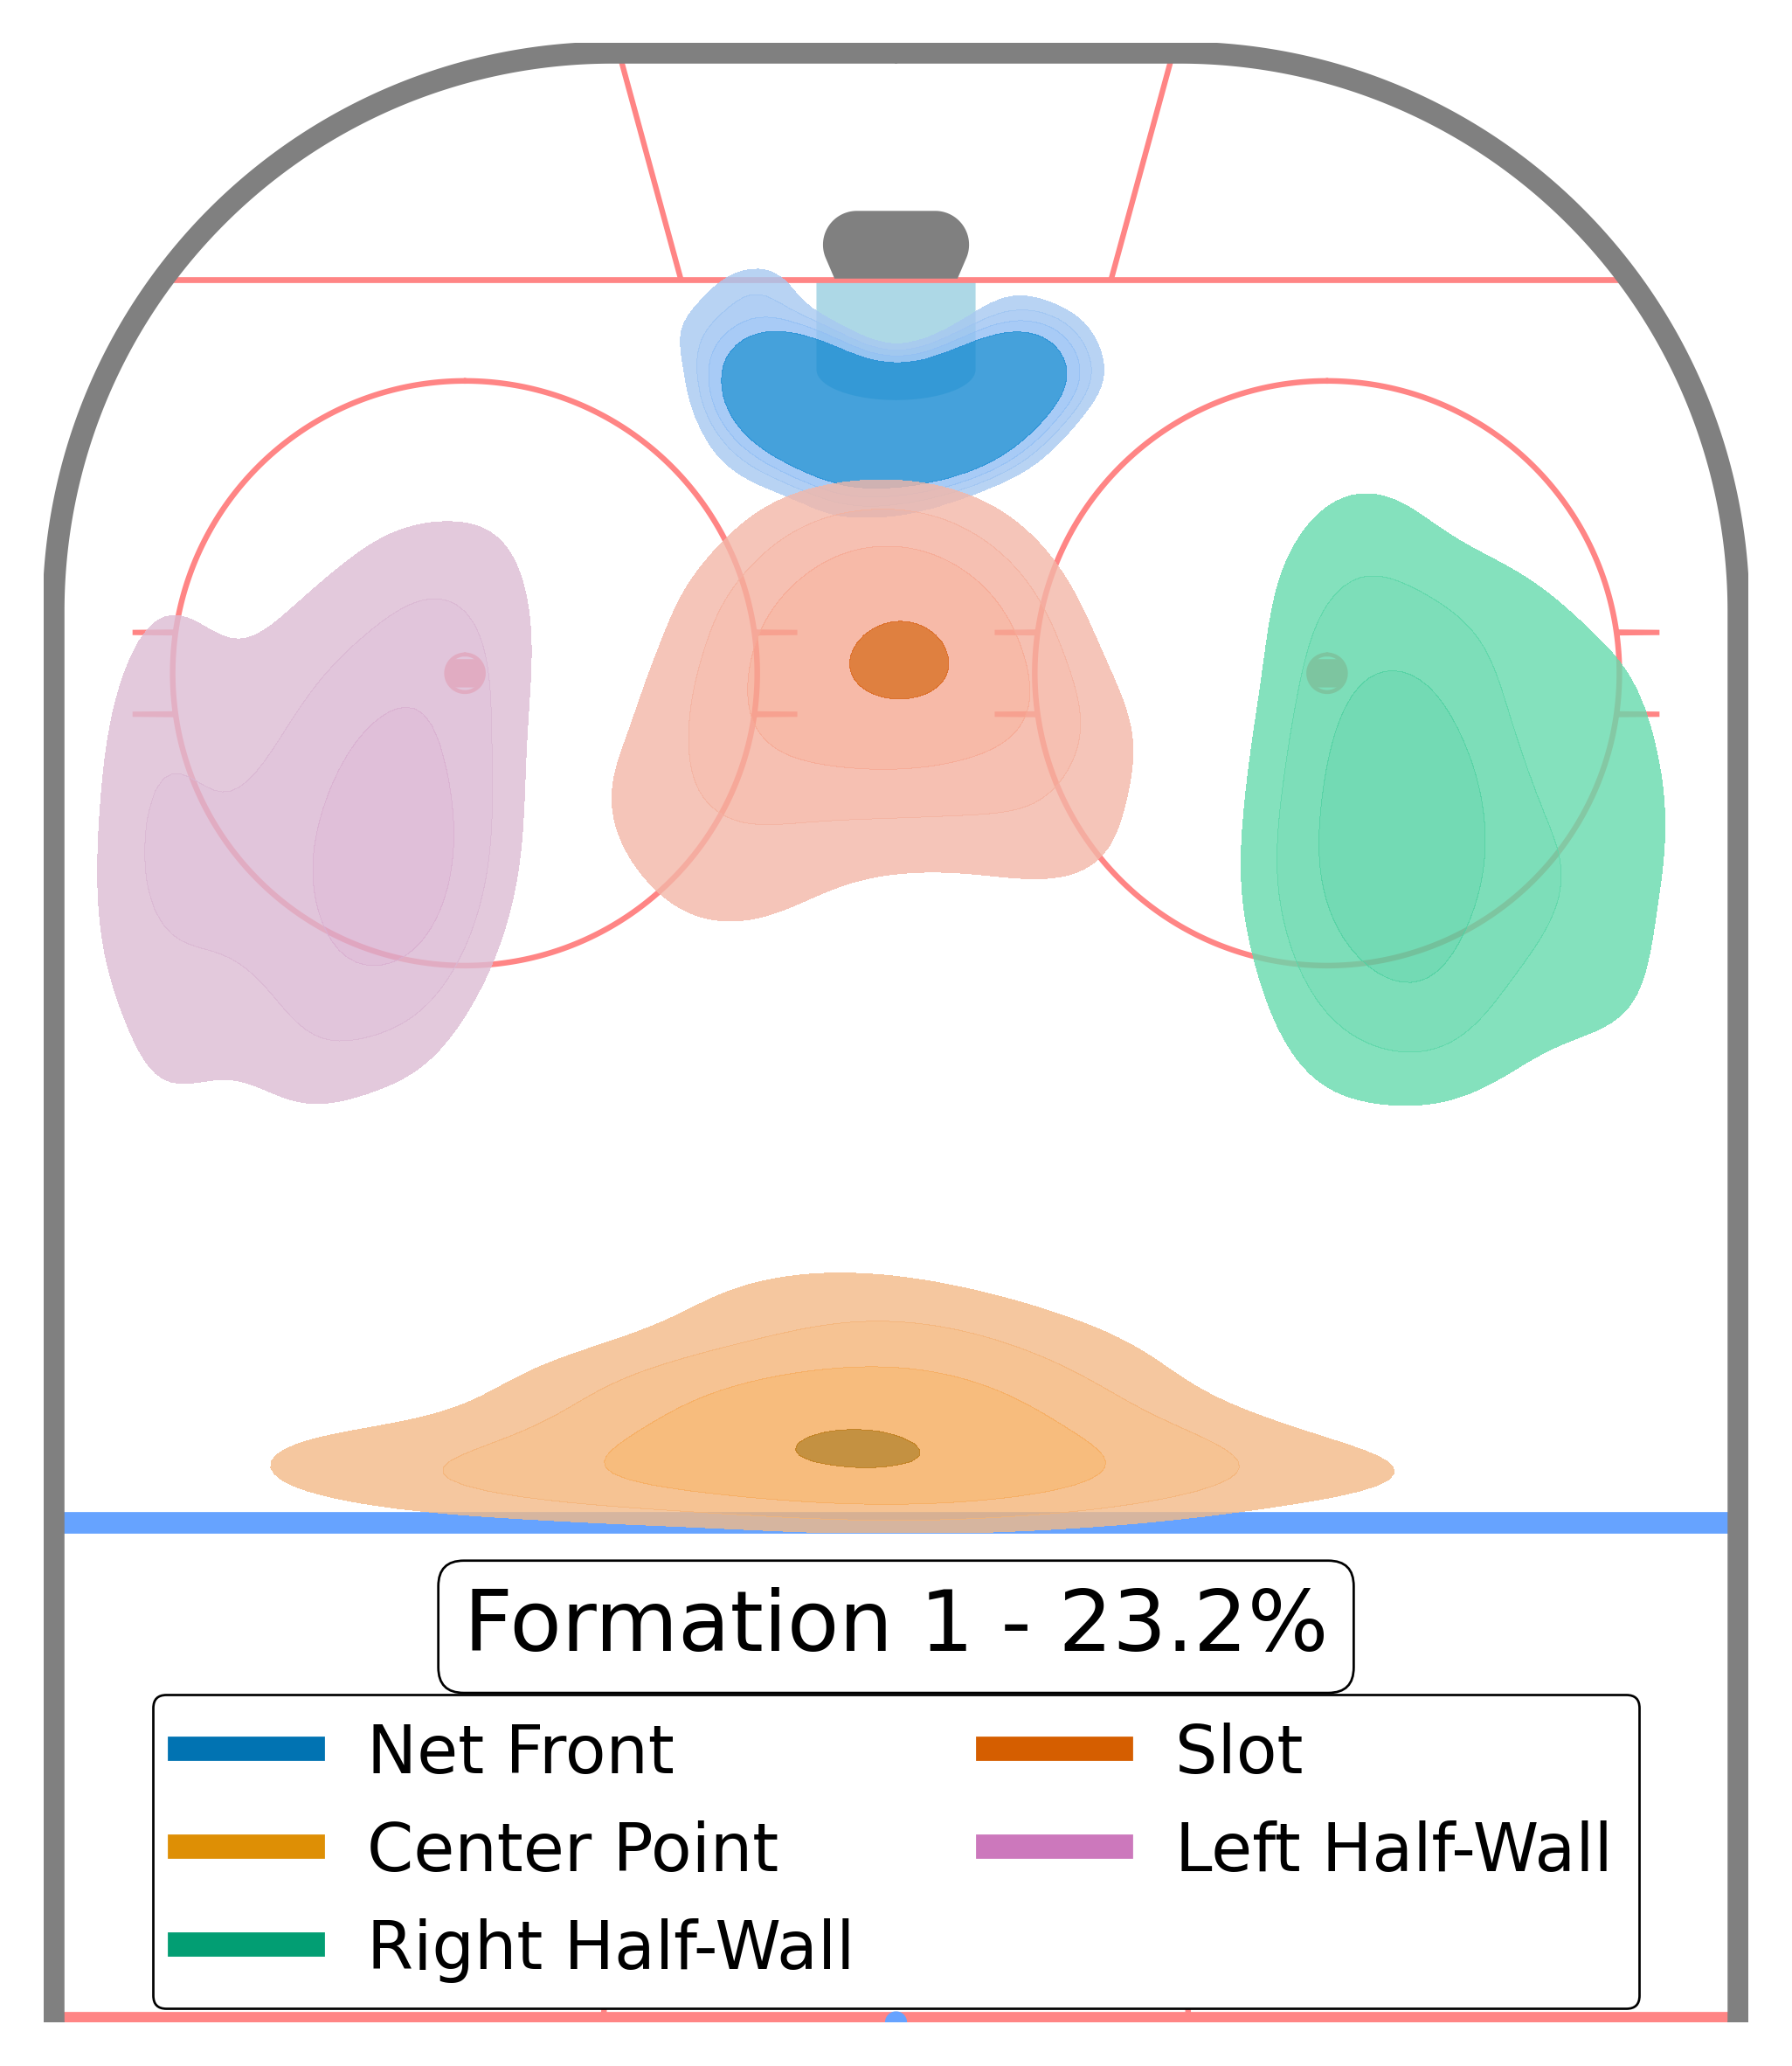 Formation 1 - 23.2%
Net Front
Slot
Center Point
Left Half-Wall
Right Half-Wall